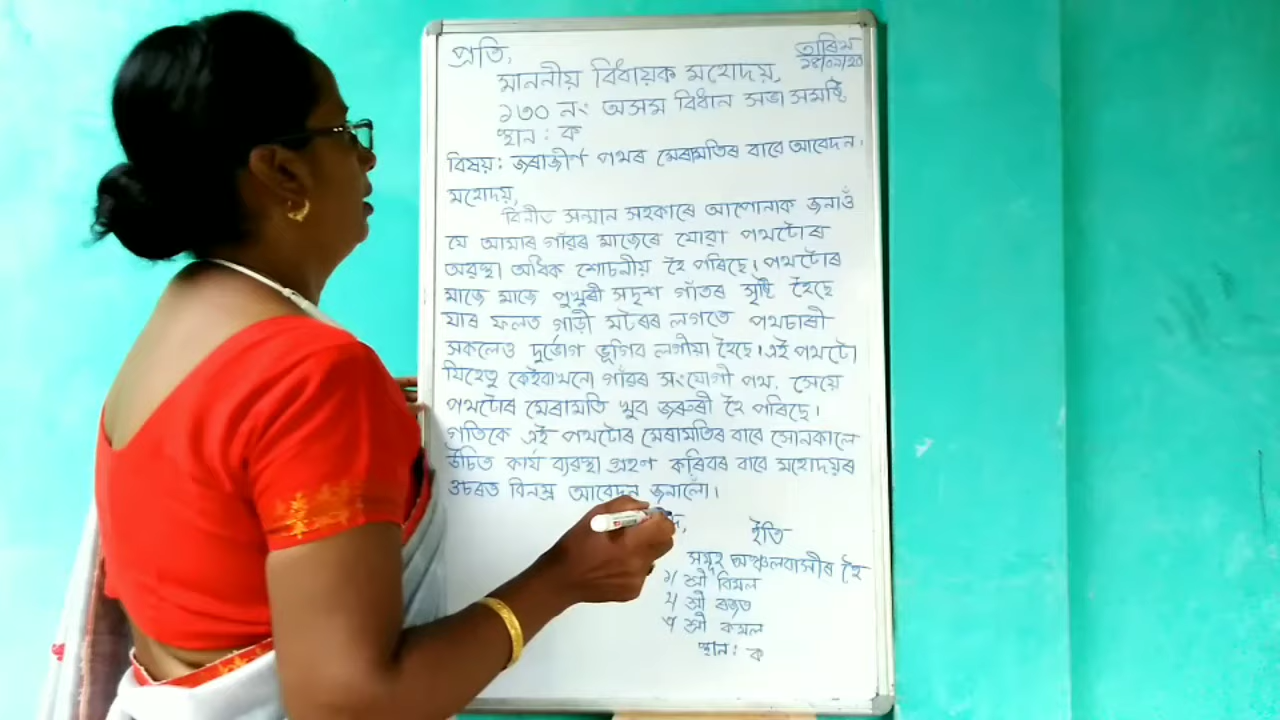 প্ৰতি,
তাৰিখ
মাননীয় বিধায়ক মহোদয়,
১৩০ নং অসম বিধান সভা সমষ্টি
স্থান : ক
বিষয়: জৰাজীৰ্ণ পথৰ মেৰামতিৰ বাবে আবেদন।
মহোদয়,
বিনীত সন্মান সহকাৰে আপোনাক জনাওঁ
যে আমাৰ গাঁৱৰ মাজেৰে যোৱা পথটোৰ
অৱস্থা অধিক শোচনীয় হৈ পৰিছে। পথটোৰ
মাজে মাজে পুখুৰী সদৃশ গাঁতৰ সৃষ্টি হৈছে
যাৰ ফলত গাড়ী মটৰৰ লগতে পথচাৰী
সকলেও দুৰ্ভোগ ভূগিব লগীয়া হৈছে। এই পথটো
যিহেতু কেইবাখনো গাঁৱৰ সংযোগী পথ, সেয়ে
পথটোৰ মেৰামতি খুব জৰুৰী হৈ পৰিছে।
গতিকে এই পথটোৰ মেৰামতিৰ বাবে সোনকালে
উচিত কাৰ্য ব্যৱস্থা গ্ৰহণ কৰিবৰ বাবে মহোদয়ৰ
ওচৰত বিনম্ৰ আবেদন জনালোঁ।
ইতি
সমূহ অঞ্চলবাসীৰ হৈ
১/ শ্ৰী বিমল
২/ শ্ৰী ৰজত
৩/ শ্ৰী কমল
স্থান : ক